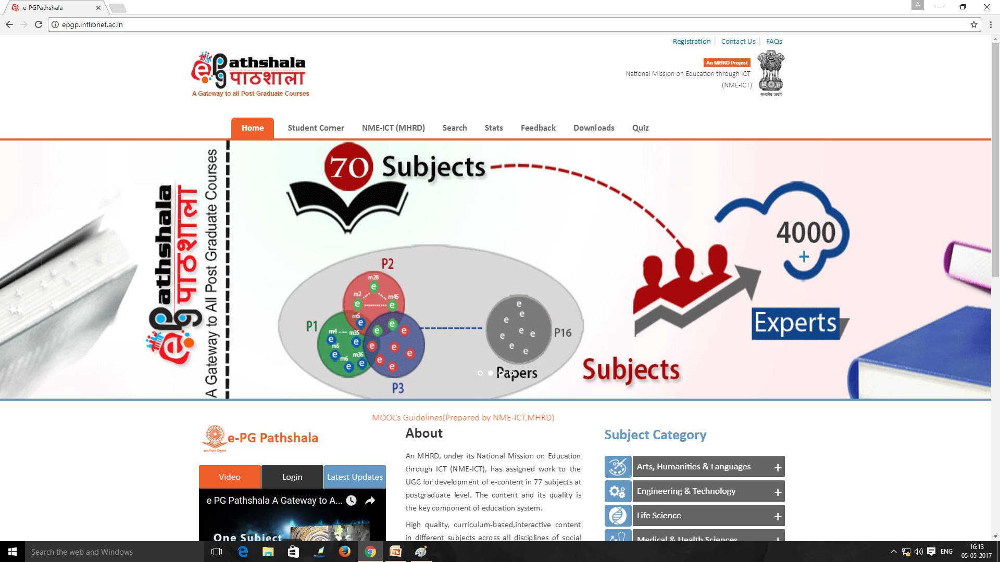 e-PGPathshala
epgp.inflibnet.ac.in
Registration
Contact Us
FAQs
ePG athshala
पाठशाला
A Gateway to all Post Graduate Courses
An MHRD Project
National Mission on Education through ICT
(NME-ICT)
सत्यमेव जयते
Home
Student Corner
NME-ICT (MHRD)
Search
Stats
Feedback
Downloads
Quiz
ePG athshala
पाठशाला
A Gateway to All Post Graduate Courses
70 Subjects
4000
+
Experts
P2
m28
e
m2
m45
e
e
m5
e
P1
m4
m35
e
e
m6
e
m6
m36
e
e
e
e
e
e
e
e
e
e
P3
e
e
e
e
e
e
e
e
P16
Papers
Subjects
MOOCs Guidelines(Prepared by NME-ICT,MHRD)
e-PG Pathshala
Video
Login
Latest Updates
e PG Pathshala A Gateway to A...
One Subject
About
An MHRD, under its National Mission on Education
through ICT (NME-ICT), has assigned work to the
UGC for development of e-content in 77 subjects at
postgraduate level. The content and its quality is
the key component of education system.
High quality, curriculum-based,interactive content
in different subjects across all disciplines of social
Subject Category
Arts, Humanities & Languages
+
Engineering & Technology
+
Life Science
+
Medical & Health Sciences
+
Search the web and Windows
ENG
16:13
05-05-2017